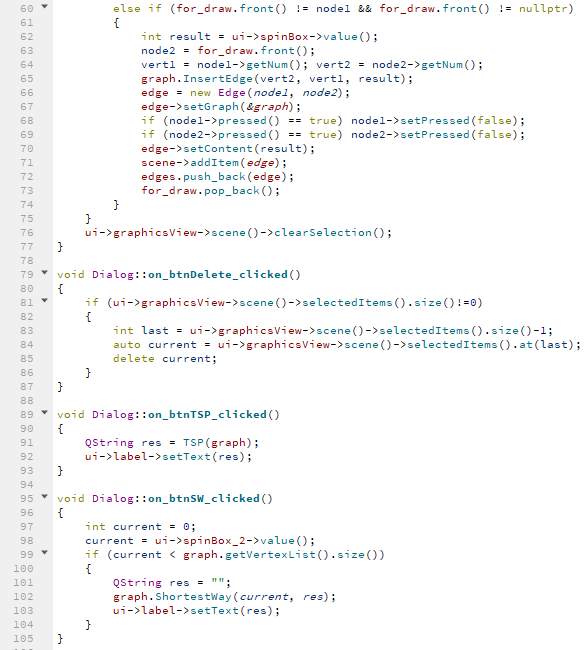 60 else if (for_draw.front() != node1 && for_draw.front() != nullptr)
61 {
62 int result = ui->spinBox->value();
63 node2 = for_draw.front();
64 vert1 = node1->getNum(); vert2 = node2->getNum();
65 graph.InsertEdge(vert2, vert1, result);
66 edge = new Edge(node1, node2);
67 edge->setGraph(&graph);
68 if (node1->pressed() == true) node1->setPressed(false);
69 if (node2->pressed() == true) node2->setPressed(false);
70 edge->setContent(result);
71 scene->addItem(edge);
72 edges.push_back(edge);
73 for_draw.pop_back();
74 }
75 }
76 ui->graphicsView->scene()->clearSelection();
77 }
78
79 void Dialog::on_btnDelete_clicked()
80 {
81 if (ui->graphicsView->scene()->selectedItems().size()!=0)
82 {
83 int last = ui->graphicsView->scene()->selectedItems().size()-1;
84 auto current = ui->graphicsView->scene()->selectedItems().at(last);
85 delete current;
86 }
87 }
88
89 void Dialog::on_btnTSP_clicked()
90 {
91 QString res = TSP(graph);
92 ui->label->setText(res);
93 }
94
95 void Dialog::on_btnSW_clicked()
96 {
97 int current = 0;
98 current = ui->spinBox_2->value();
99 if (current < graph.getVertexList().size())
100 {
101 QString res = "";
102 graph.ShortestWay(current, res);
103 ui->label->setText(res);
104 }
105 }